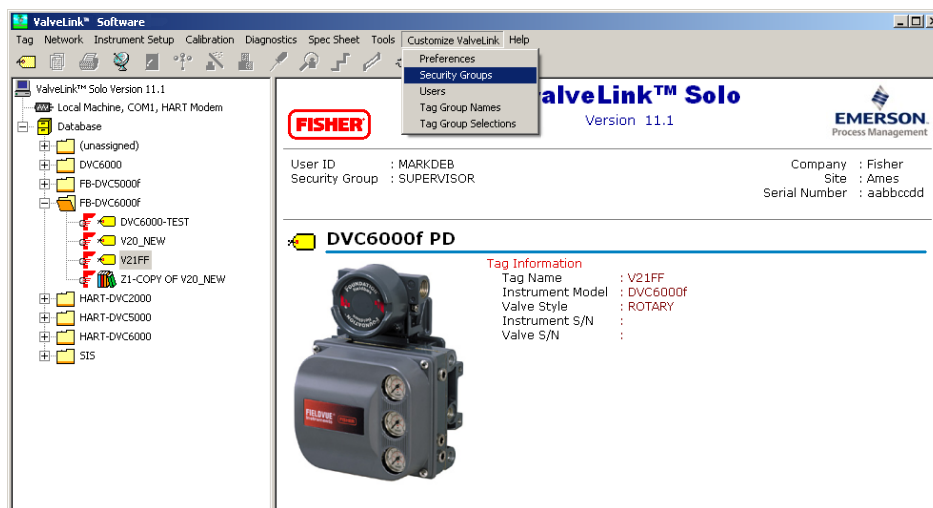 ValveLink™ Software
Tag Network Instrument Setup Calibration Diagnostics Spec Sheet Tools Customize ValveLink Help
Preferences
Security Groups
Users
Tag Group Names
Tag Group Selections
ValveLink™ Solo Version 11.1
Local Machine, COM1, HART Modem
Database
(unassigned)
DVC6000
FB-DVC5000f
FB-DVC6000f
DVC6000-TEST
V20_NEW
V21FF
Z1-COPY OF V20_NEW
HART-DVC2000
HART-DVC5000
HART-DVC6000
SIS
FISHER
alveLink™ Solo
Version 11.1
EMERSON.
Process Management
User ID : MARKDEB
Security Group : SUPERVISOR
Company : Fisher
Site : Ames
Serial Number : aabbccdd
DVC6000f PD
Tag Information
Tag Name : V21FF
Instrument Model : DVC6000f
Valve Style : ROTARY
Instrument S/N :
Valve S/N :
FOUNDATION
FIELDVUE
Instruments